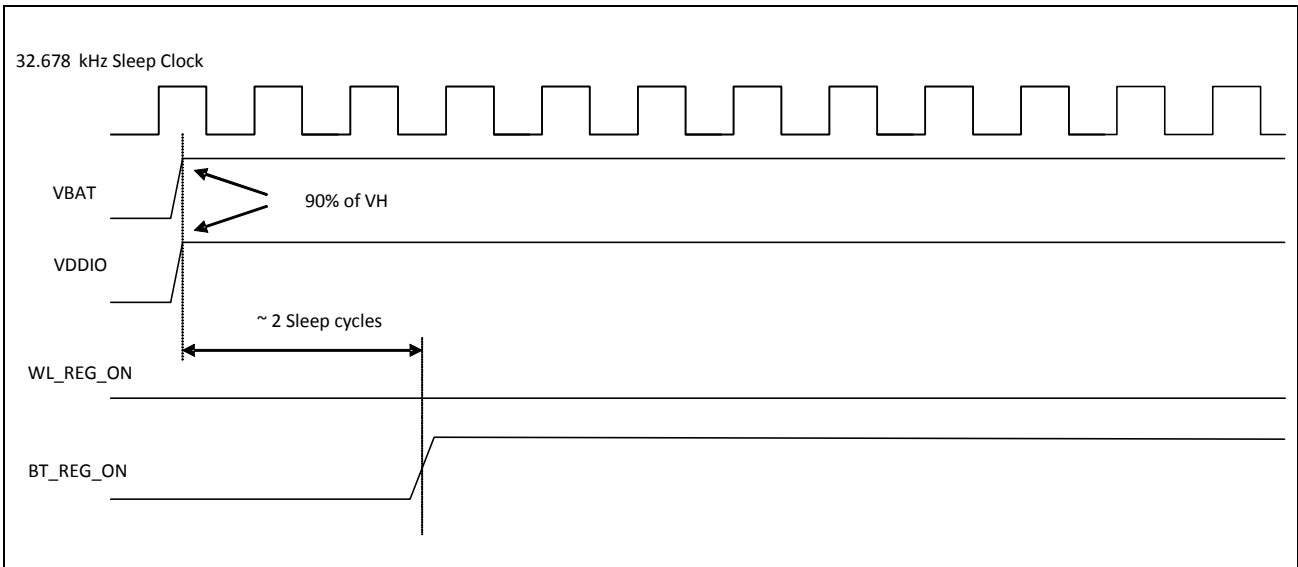 32.678 kHz Sleep Clock
VBAT
90% of VH
VDDIO
~ 2 Sleep cycles
WL_REG_ON
BT_REG_ON